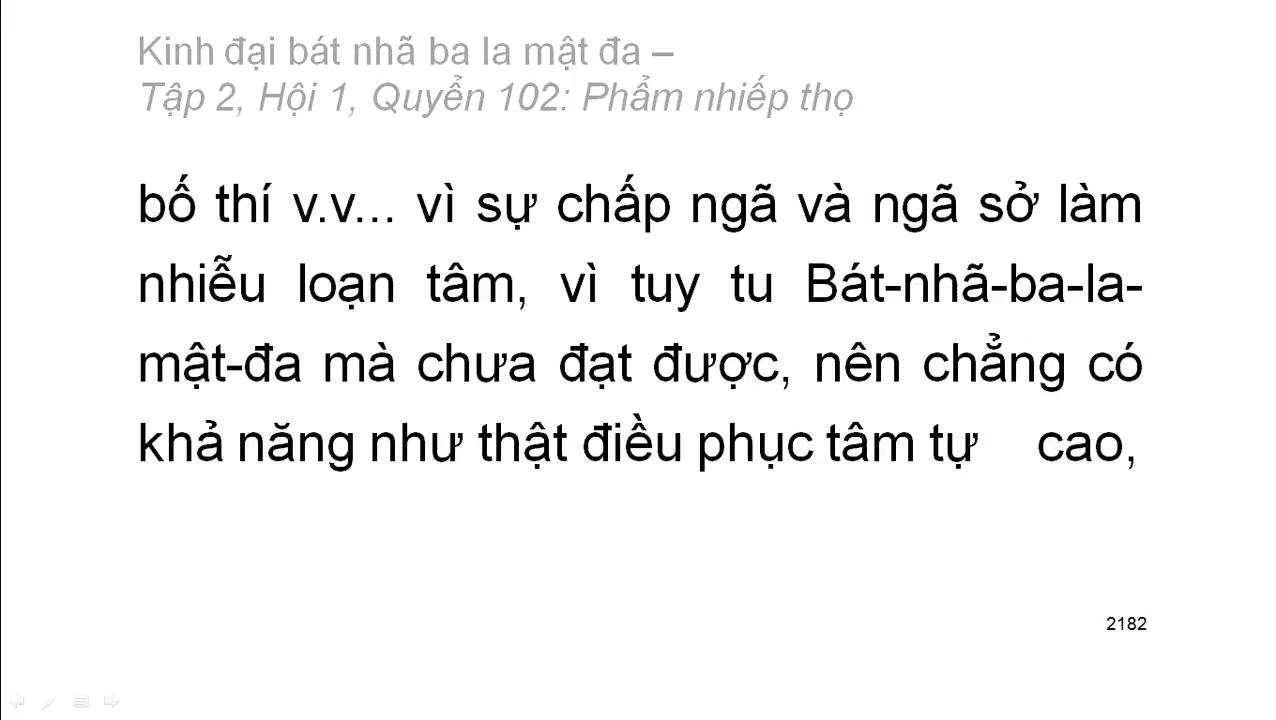 Kinh đại bát nhã ba la mật đa –
Tập 2, Hội 1, Quyển 102: Phẩm nhiếp thọ
bố thí v.v... vì sự chấp ngã và ngã sở làm
nhiễu loạn tâm, vì tuy tu Bát-nhã-ba-la-
mật-đa mà chưa đạt được, nên chẳng có
khả năng như thật điều phục tâm tự cao,
2182